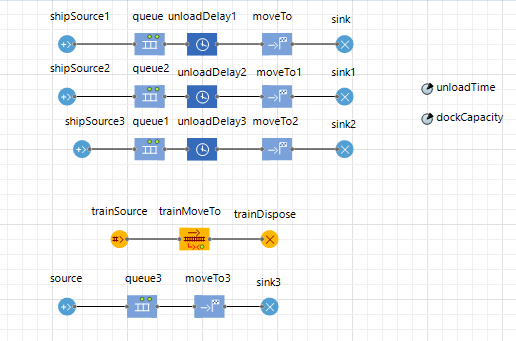 shipSource1 queue unloadDelay1 moveTo sink
shipSource2 queue2 unloadDelay2 moveTo1 sink1
unloadTime
shipSource3 queue1 unloadDelay3 moveTo2 sink2
dockCapacity
trainSource trainMoveTo trainDispose
source queue3 moveTo3 sink3